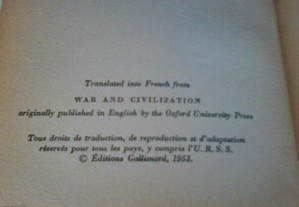 Translated into French from
WAR AND CIVILIZATION
originally published in English by the Oxford University Press
Tous droits de traduction, de reproduction et d'adaptation
réservés pour tous les pays, y compris l'U. R. S. S.
© Éditions Gallimard, 1953.